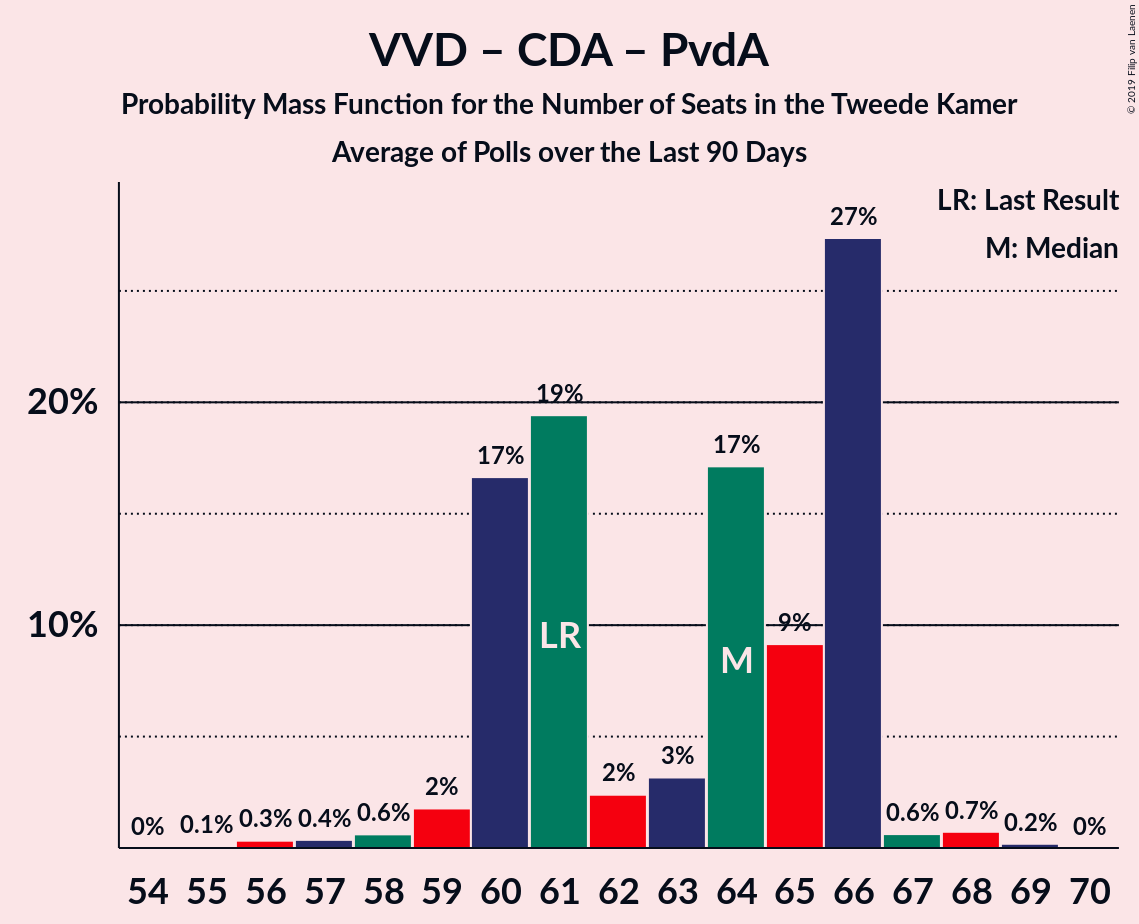 VVD – CDA – PvdA
Probability Mass Function for the Number of Seats in the Tweede Kamer
Average of Polls over the Last 90 Days
© 2019 Filip van Laenen
LR: Last Result
M: Median
20%
10%
0%
0.1%
0.3%
0.4%
0.6%
2%
17%
19%
2%
3%
17%
9%
27%
0.6%
0.7%
0.2%
0%
LR
M
54 55 56 57 58 59 60 61 62 63 64 65 66 67 68 69 70